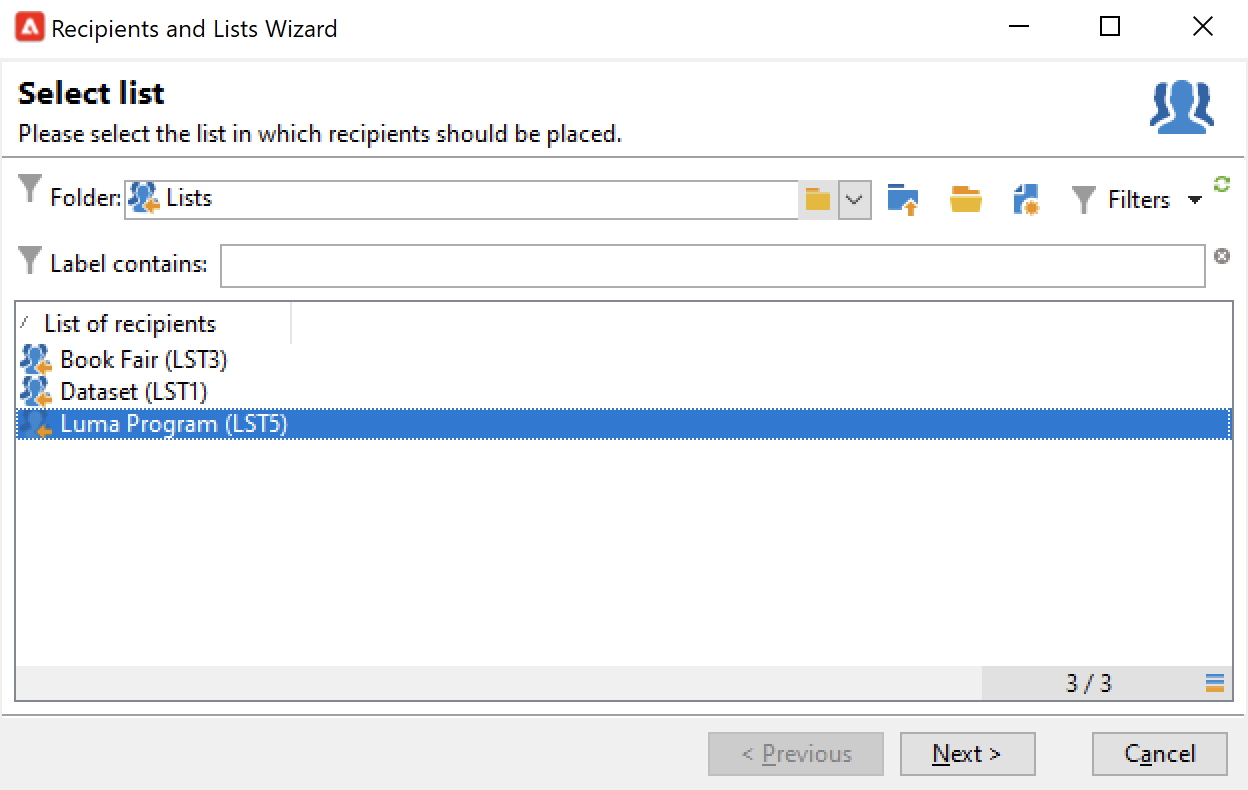 Recipients and Lists Wizard
Select list
Please select the list in which recipients should be placed.
Folder: Lists Filters
Label contains:
List of recipients
Book Fair (LST3)
Dataset (LST1)
Luma Program (LST5)
3 / 3
< Previous Next > Cancel